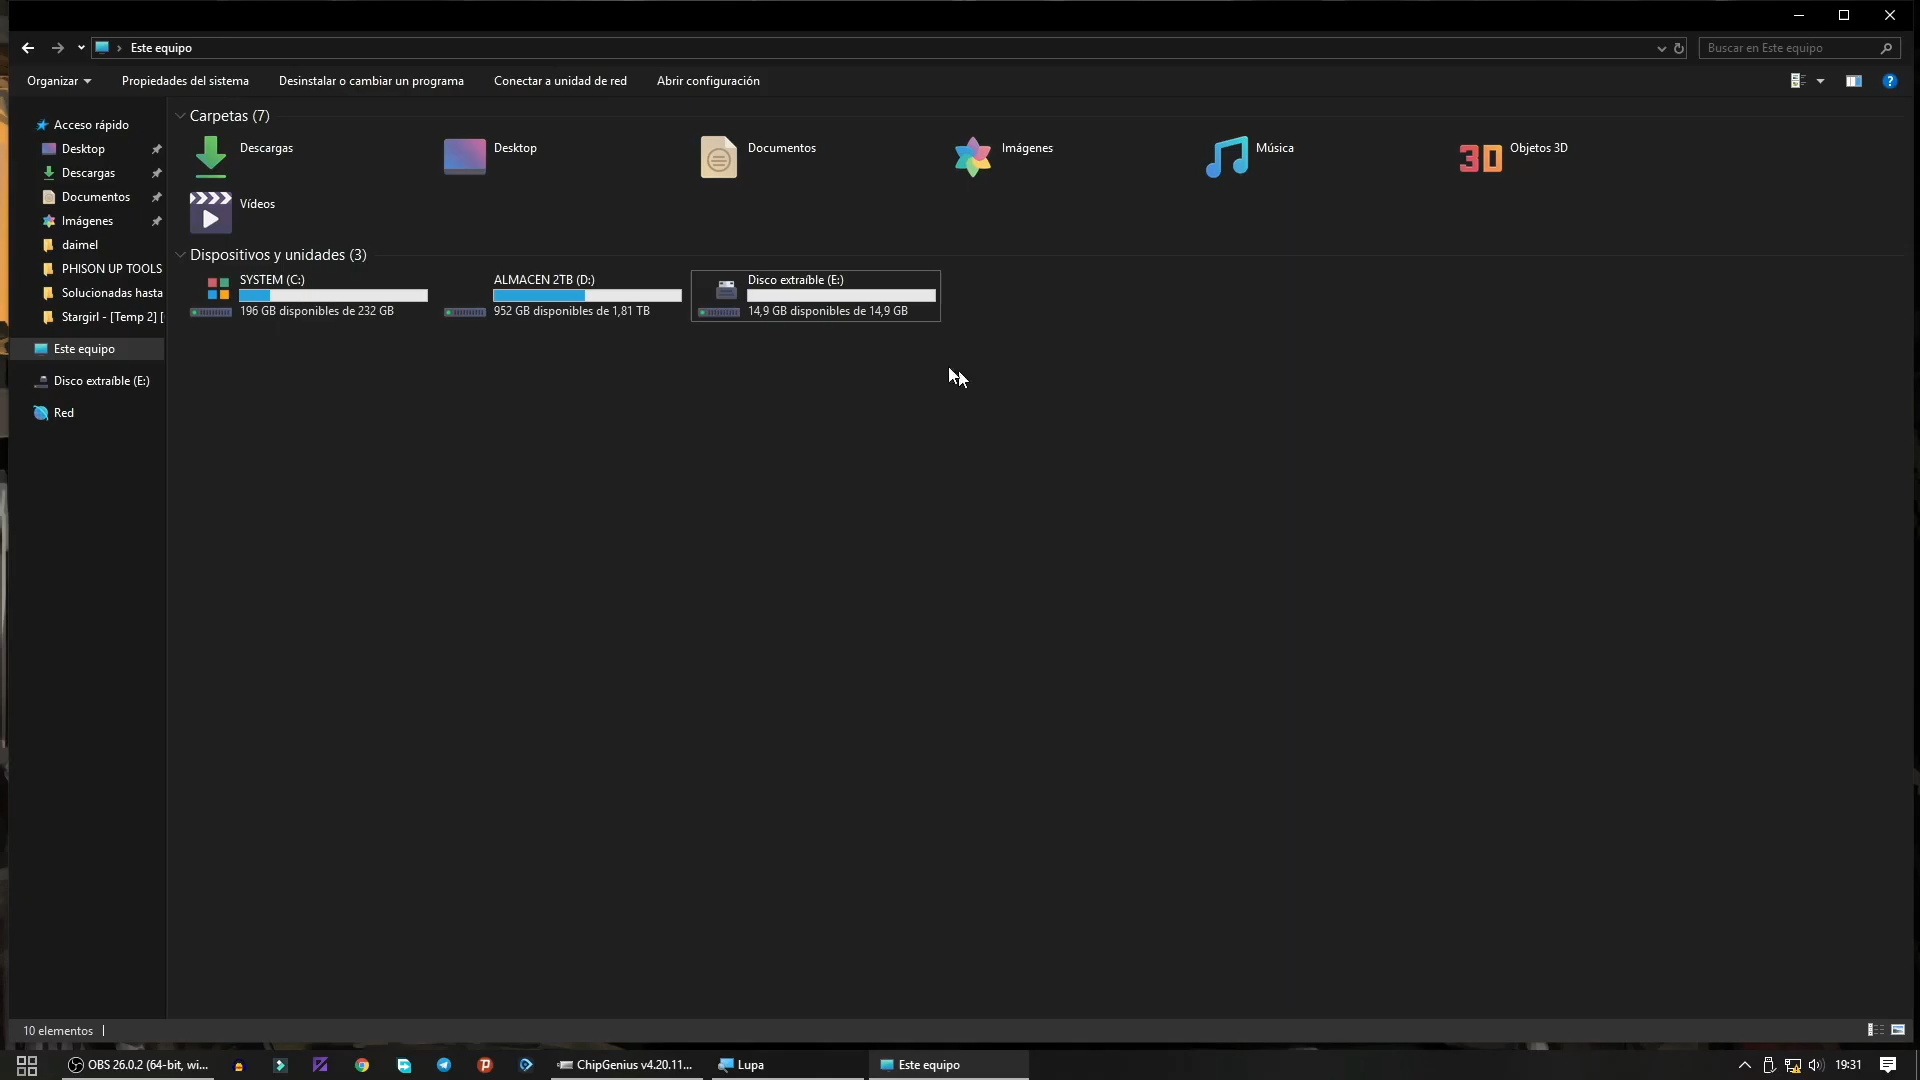 Este equipo
Buscar en Este equipo
Organizar
Propiedades del sistema
Desinstalar o cambiar un programa
Conectar a unidad de red
Abrir configuración
Acceso rápido
Desktop
Descargas
Documentos
Imágenes
daimel
PHISON UP TOOLS
Solucionadas hasta
Stargirl - [Temp 2] [
Este equipo
Disco extraíble (E:)
Red
Carpetas (7)
Descargas
Desktop
Documentos
Imágenes
Música
3D
Objetos 3D
Vídeos
Dispositivos y unidades (3)
SYSTEM (C:)
196 GB disponibles de 232 GB
ALMACEN 2TB (D:)
952 GB disponibles de 1,81 TB
Disco extraíble (E:)
14,9 GB disponibles de 14,9 GB
10 elementos
OBS 26.0.2 (64-bit, wi...
ChipGenius v4.20.11...
Lupa
Este equipo
19:31